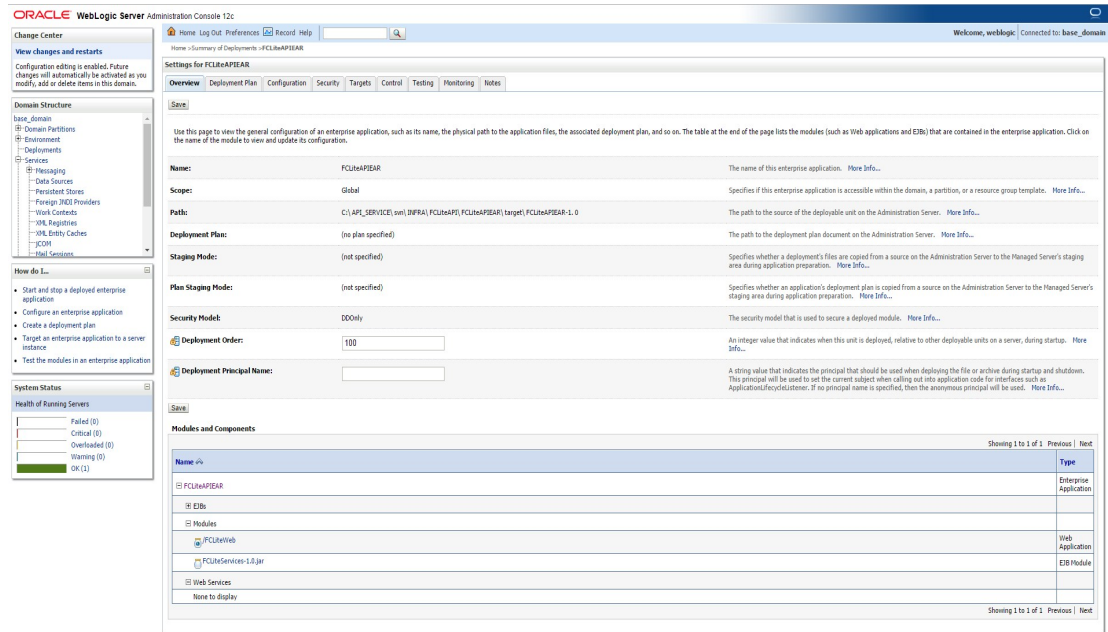 ORACLE WebLogic Server Administration Console 12c
Change Center
View changes and restarts
Configuration editing is enabled. Future
changes will automatically be activated as you
modify, add or delete items in this domain.
Domain Structure
base_domain
Domain Partitions
Environment
Deployments
Services
Messaging
Data Sources
Persistent Stores
Foreign JNDI Providers
Work Contexts
XML Registries
XML Entity Caches
jCOM
Mail Sessions
How do I...
Start and stop a deployed enterprise
application
Configure an enterprise application
Create a deployment plan
Target an enterprise application to a server
instance
Test the modules in an enterprise application
System Status
Health of Running Servers
Failed (0)
Critical (0)
Overloaded (0)
Warning (0)
OK (1)
Home Log Out Preferences Record Help
Welcome, weblogic Connected to: base_domain
Home >Summary of Deployments >FCLiteAPIEAR
Settings for FCLiteAPIEAR
Overview Deployment Plan Configuration Security Targets Control Testing Monitoring Notes
Save
Use this page to view the general configuration of an enterprise application, such as its name, the physical path to the application files, the associated deployment plan, and so on. The table at the end of the page lists the modules (such as Web applications and EJBs) that are contained in the enterprise application. Click on
the name of the module to view and update its configuration.
Name: FCLiteAPIEAR The name of this enterprise application. More Info...
Scope: Global Specifies if this enterprise application is accessible within the domain, a partition, or a resource group template. More Info...
Path: C:\ API_SERVICE\ svn\ INFRA\ FCLiteAPI\ FCLiteAPIEAR\ target\ FCLiteAPIEAR-1. 0 The path to the source of the deployable unit on the Administration Server. More Info...
Deployment Plan: (no plan specified) The path to the deployment plan document on the Administration Server. More Info...
Staging Mode: (not specified) Specifies whether a deployment's files are copied from a source on the Administration Server to the Managed Server's staging
area during application preparation. More Info...
Plan Staging Mode: (not specified) Specifies whether an application's deployment plan is copied from a source on the Administration Server to the Managed Server's
staging area during application preparation. More Info...
Security Model: DDOnly The security model that is used to secure a deployed module. More Info...
Deployment Order: 100 An integer value that indicates when this unit is deployed, relative to other deployable units on a server, during startup. More
Info...
Deployment Principal Name: A string value that indicates the principal that should be used when deploying the file or archive during startup and shutdown.
This principal will be used to set the current subject when calling out into application code for interfaces such as
ApplicationLifecycleListener. If no principal name is specified, then the anonymous principal will be used. More Info...
Save
Modules and Components
Showing 1 to 1 of 1 Previous | Next
Name Type
FCLiteAPIEAR Enterprise
Application
EJBs
Modules
/FCLiteWeb Web
Application
FCLiteServices-1.0.jar EJB Module
Web Services
None to display
Showing 1 to 1 of 1 Previous | Next